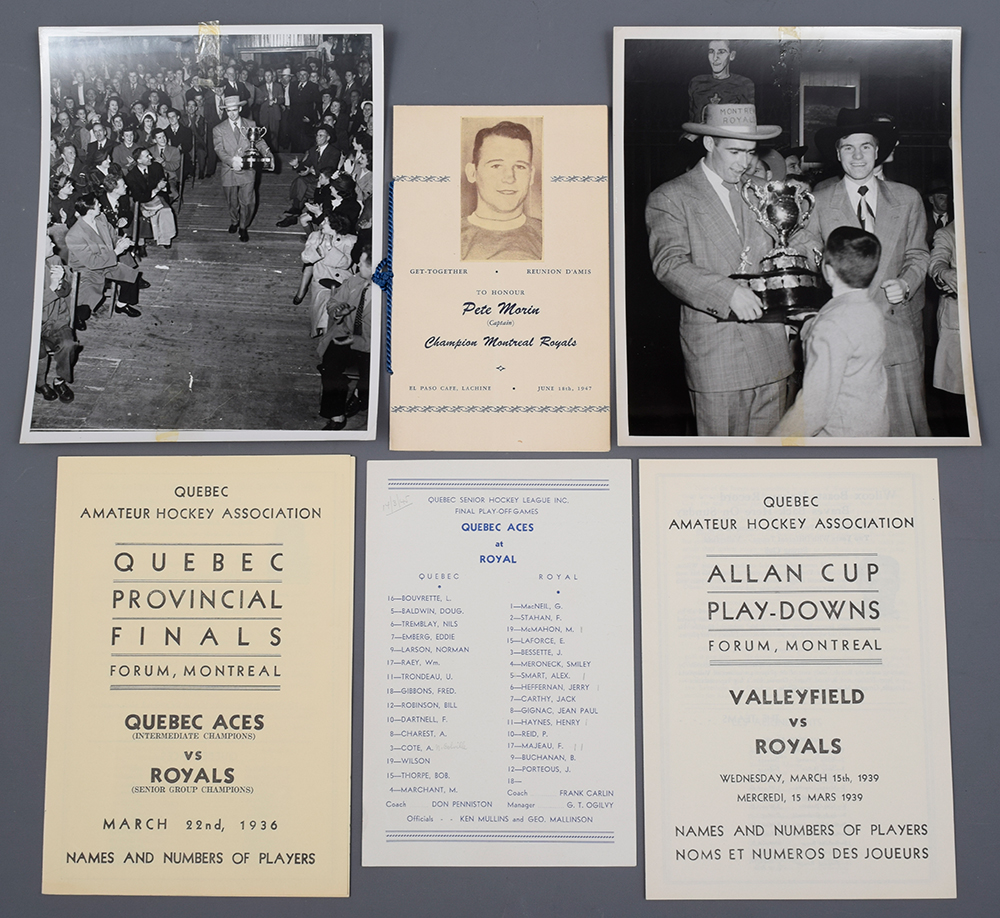 MONTREAL
ROYALS
GET-TOGETHER • REUNION D'AMIS
TO HONOUR
Pete Morin
(Captain)
Champion Montreal Royals
EL PASO CAFE, LACHINE • JUNE 18th, 1947
QUEBEC
AMATEUR HOCKEY ASSOCIATION
QUEBEC
PROVINCIAL
FINALS
FORUM, MONTREAL
QUEBEC ACES
(INTERMEDIATE CHAMPIONS)
VS
ROYALS
(SENIOR GROUP CHAMPIONS)
MARCH 22nd, 1936
NAMES AND NUMBERS OF PLAYERS
QUEBEC SENIOR HOCKEY LEAGUE INC.
FINAL PLAY-OFF GAMES
QUEBEC ACES
at
ROYAL
QUEBEC
16—BOUVRETTE, L.
5—BALDWIN, DOUG.
6—TREMBLAY, NILS
7—EMBERG, EDDIE
9—LARSON, NORMAN
17—RAEY, Wm.
11—TRONDEAU, U.
18—GIBBONS, FRED.
12—ROBINSON, BILL
10—DARTNELL, F.
8—CHAREST, A.
3—COTE, A.
19—WILSON
15—THORPE, BOB.
4—MARCHANT, M.
Coach DON PENNISTON
ROYAL
1—MacNEIL, G.
2—STAHAN, F.
19—McMAHON, M.
15—LAFORCE, E.
3—BESSETTE, J.
4—MERONECK, SMILEY
5—SMART, ALEX.
6—HEFFERNAN, JERRY
7—CARTHY, JACK
8—GIGNAC, JEAN PAUL
11—HAYNES, HENRY
10—REID, P.
17—MAJEAU, F.
9—BUCHANAN, B.
12—PORTEOUS, J.
18—
Coach FRANK CARLIN
Manager G. T. OGILVY
Officials - - KEN MULLINS and GEO. MALLINSON
QUEBEC
AMATEUR HOCKEY ASSOCIATION
ALLAN CUP
PLAY-DOWNS
FORUM, MONTREAL
VALLEYFIELD
VS
ROYALS
WEDNESDAY, MARCH 15th, 1939
MERCREDI, 15 MARS 1939
NAMES AND NUMBERS OF PLAYERS
NOMS ET NUMEROS DES JOUEURS